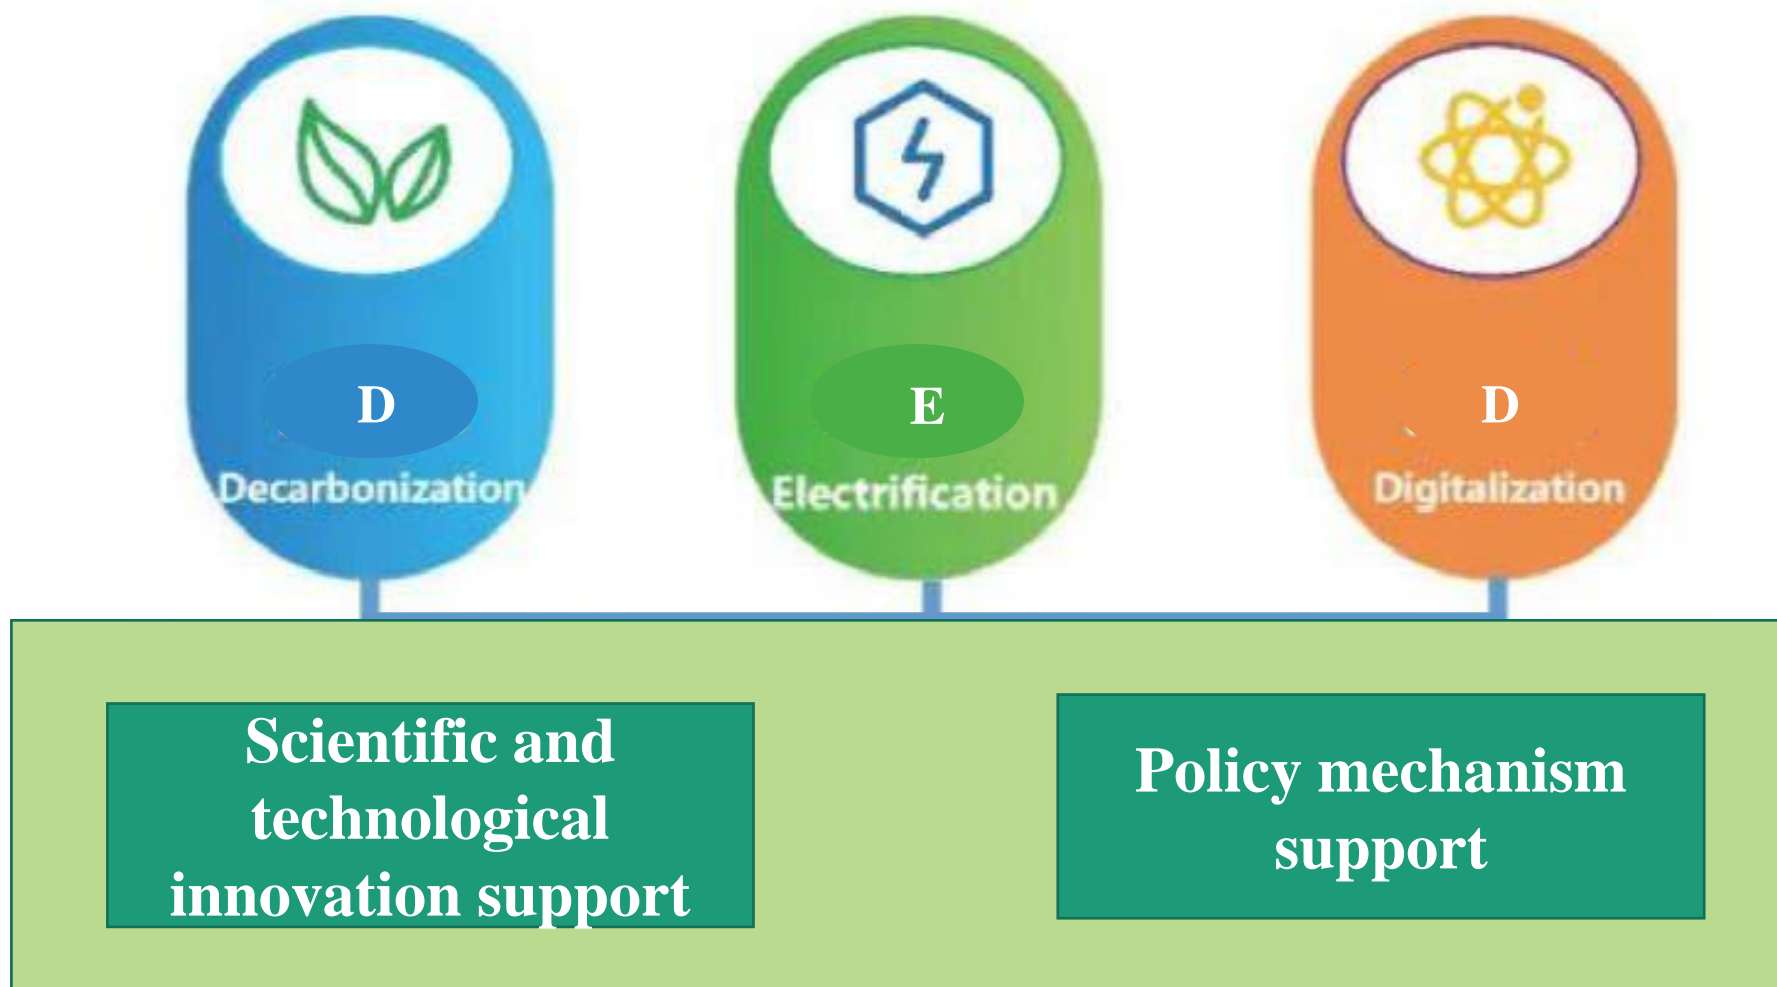 D
E
D
Decarbonization
Electrification
Digitalization
Scientific and
technological
innovation support
Policy mechanism
support